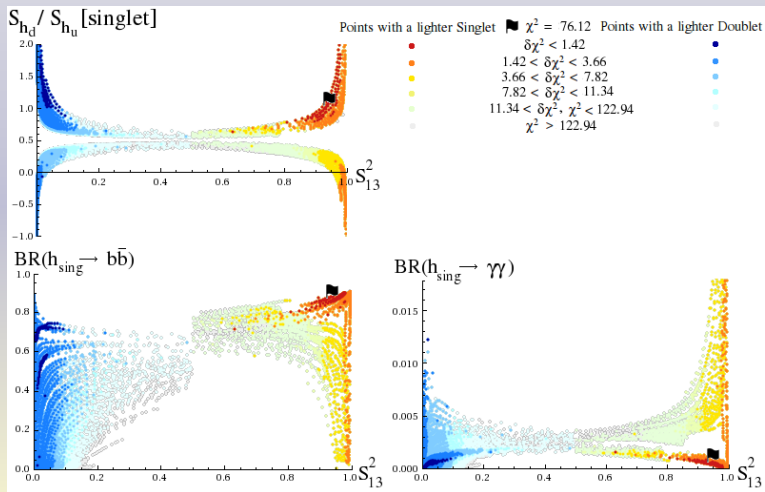 S_hd / S_hu [singlet]
Points with a lighter Singlet χ² = 76.12 Points with a lighter Doublet
δχ² < 1.42
1.42 < δχ² < 3.66
3.66 < δχ² < 7.82
7.82 < δχ² < 11.34
11.34 < δχ², χ² < 122.94
χ² > 122.94
2.0
1.5
1.0
0.5
0.0
-0.5
-1.0
0.2 0.4 0.6 0.8 1.0
S²₁₃
BR(h_sing → bb̄)
1.0
0.8
0.6
0.4
0.2
0.0
0.0 0.2 0.4 0.6 0.8 1.0
S²₁₃
BR(h_sing → γγ)
0.015
0.010
0.005
0.000
0.0 0.2 0.4 0.6 0.8 1.0
S²₁₃